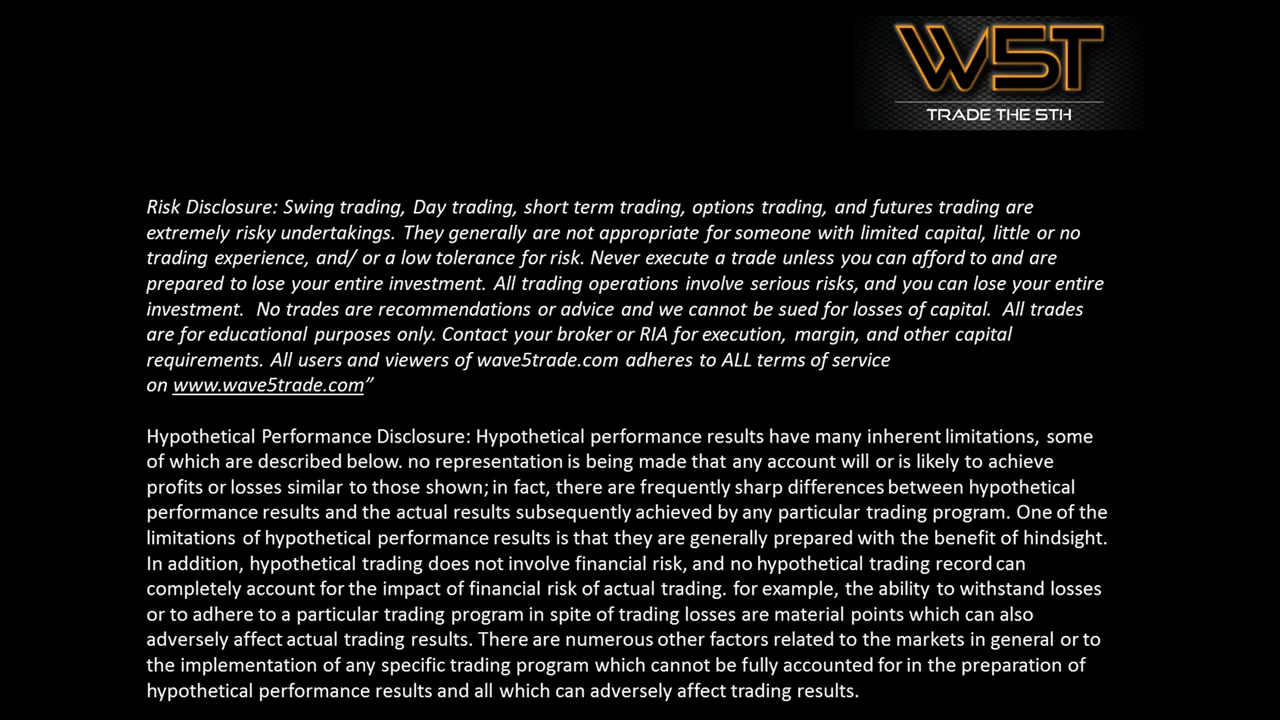 W5T
TRADE THE 5TH
Risk Disclosure: Swing trading, Day trading, short term trading, options trading, and futures trading are
extremely risky undertakings. They generally are not appropriate for someone with limited capital, little or no
trading experience, and/ or a low tolerance for risk. Never execute a trade unless you can afford to and are
prepared to lose your entire investment. All trading operations involve serious risks, and you can lose your entire
investment. No trades are recommendations or advice and we cannot be sued for losses of capital. All trades
are for educational purposes only. Contact your broker or RIA for execution, margin, and other capital
requirements. All users and viewers of wave5trade.com adheres to ALL terms of service
on www.wave5trade.com”
Hypothetical Performance Disclosure: Hypothetical performance results have many inherent limitations, some
of which are described below. no representation is being made that any account will or is likely to achieve
profits or losses similar to those shown; in fact, there are frequently sharp differences between hypothetical
performance results and the actual results subsequently achieved by any particular trading program. One of the
limitations of hypothetical performance results is that they are generally prepared with the benefit of hindsight.
In addition, hypothetical trading does not involve financial risk, and no hypothetical trading record can
completely account for the impact of financial risk of actual trading. for example, the ability to withstand losses
or to adhere to a particular trading program in spite of trading losses are material points which can also
adversely affect actual trading results. There are numerous other factors related to the markets in general or to
the implementation of any specific trading program which cannot be fully accounted for in the preparation of
hypothetical performance results and all which can adversely affect trading results.